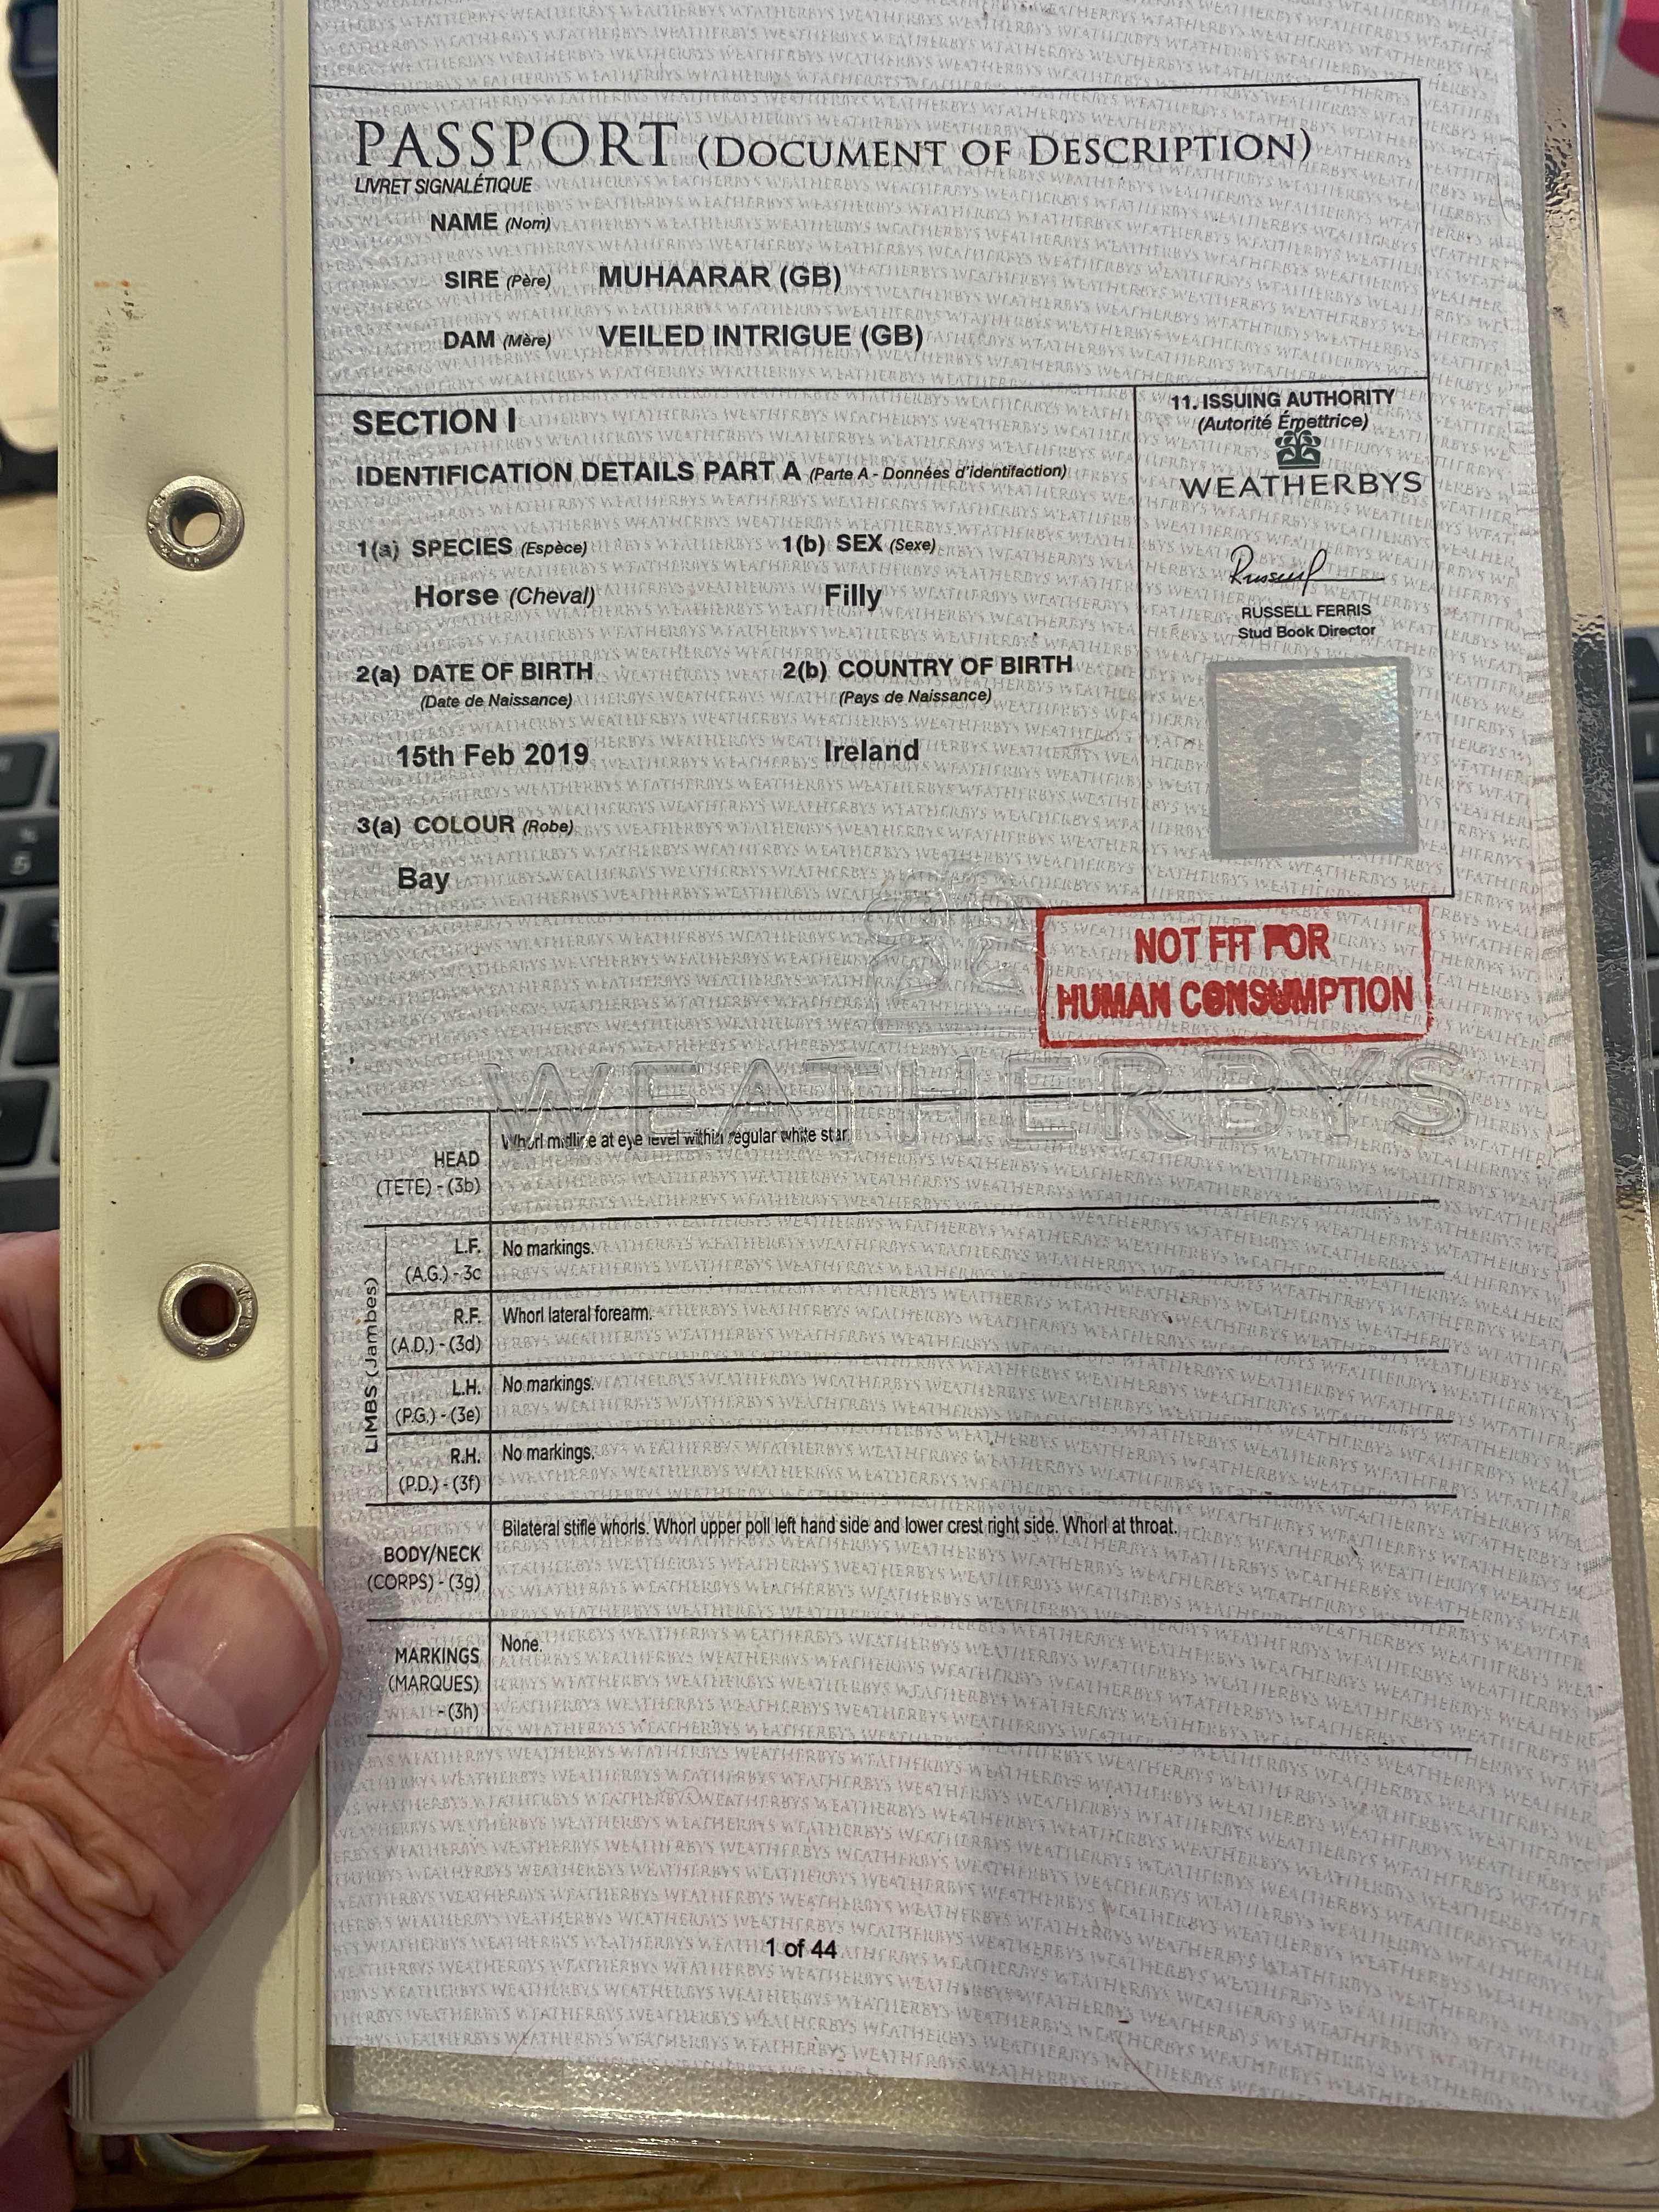 PASSPORT (DOCUMENT OF DESCRIPTION)
LIVRET SIGNALÉTIQUE
NAME (Nom)
SIRE (Père) MUHAARAR (GB)
DAM (Mère) VEILED INTRIGUE (GB)
SECTION I
IDENTIFICATION DETAILS PART A (Parte A - Données d'identifaction)
11. ISSUING AUTHORITY
(Autorité Émettrice)
WEATHERBYS
RUSSELL FERRIS
Stud Book Director
1(a) SPECIES (Espèce) 1(b) SEX (Sexe)
Horse (Cheval) Filly
2(a) DATE OF BIRTH 2(b) COUNTRY OF BIRTH
(Date de Naissance) (Pays de Naissance)
15th Feb 2019 Ireland
3(a) COLOUR (Robe)
Bay
NOT FIT FOR
HUMAN CONSUMPTION
WEATHERBYS
HEAD
(TETE) - (3b)
Whorl midline at eye level within regular white star.
LIMBS (Jambes)
L.F.
(A.G.) - 3c
No markings.
R.F.
(A.D.) - (3d)
Whorl lateral forearm.
L.H.
(P.G.) - (3e)
No markings.
R.H.
(P.D.) - (3f)
No markings.
BODY/NECK
(CORPS) - (3g)
Bilateral stifle whorls. Whorl upper poll left hand side and lower crest right side. Whorl at throat.
MARKINGS
(MARQUES)
- (3h)
None.
1 of 44